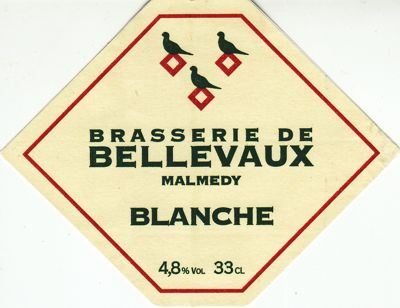 BRASSERIE DE
BELLEVAUX
MALMEDY
BLANCHE
4,8% VOL 33 CL